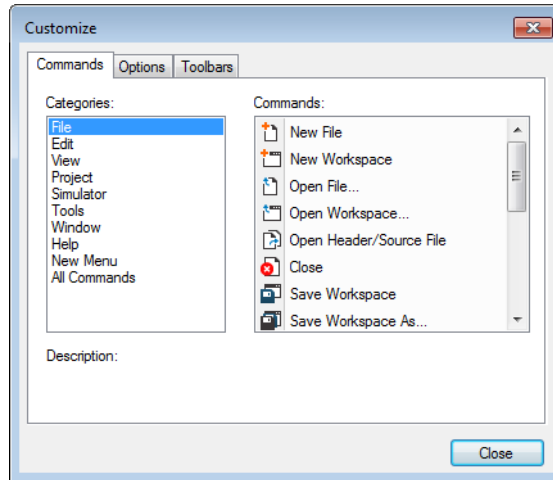 Customize
Commands Options Toolbars
Categories:
File
Edit
View
Project
Simulator
Tools
Window
Help
New Menu
All Commands
Commands:
New File
New Workspace
Open File...
Open Workspace...
Open Header/Source File
Close
Save Workspace
Save Workspace As...
Description:
Close